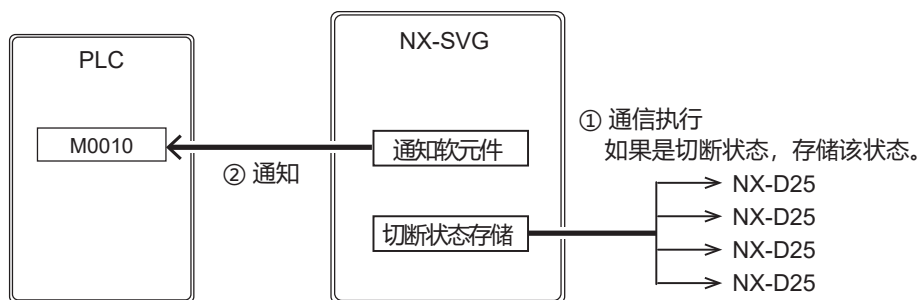 PLC
NX-SVG
M0010
通知软元件
② 通知
切断状态存储
① 通信执行
如果是切断状态，存储该状态。
NX-D25
NX-D25
NX-D25
NX-D25